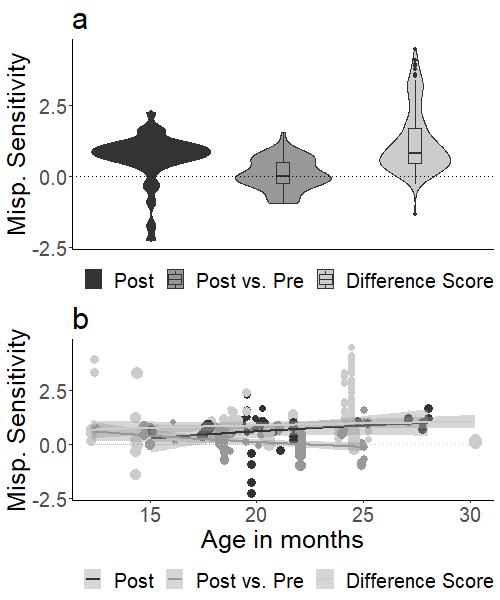 a
Misp. Sensitivity
2.5
0.0
-2.5
Post
Post vs. Pre
Difference Score
b
Misp. Sensitivity
2.5
0.0
-2.5
15 20 25 30
Age in months
Post
Post vs. Pre
Difference Score